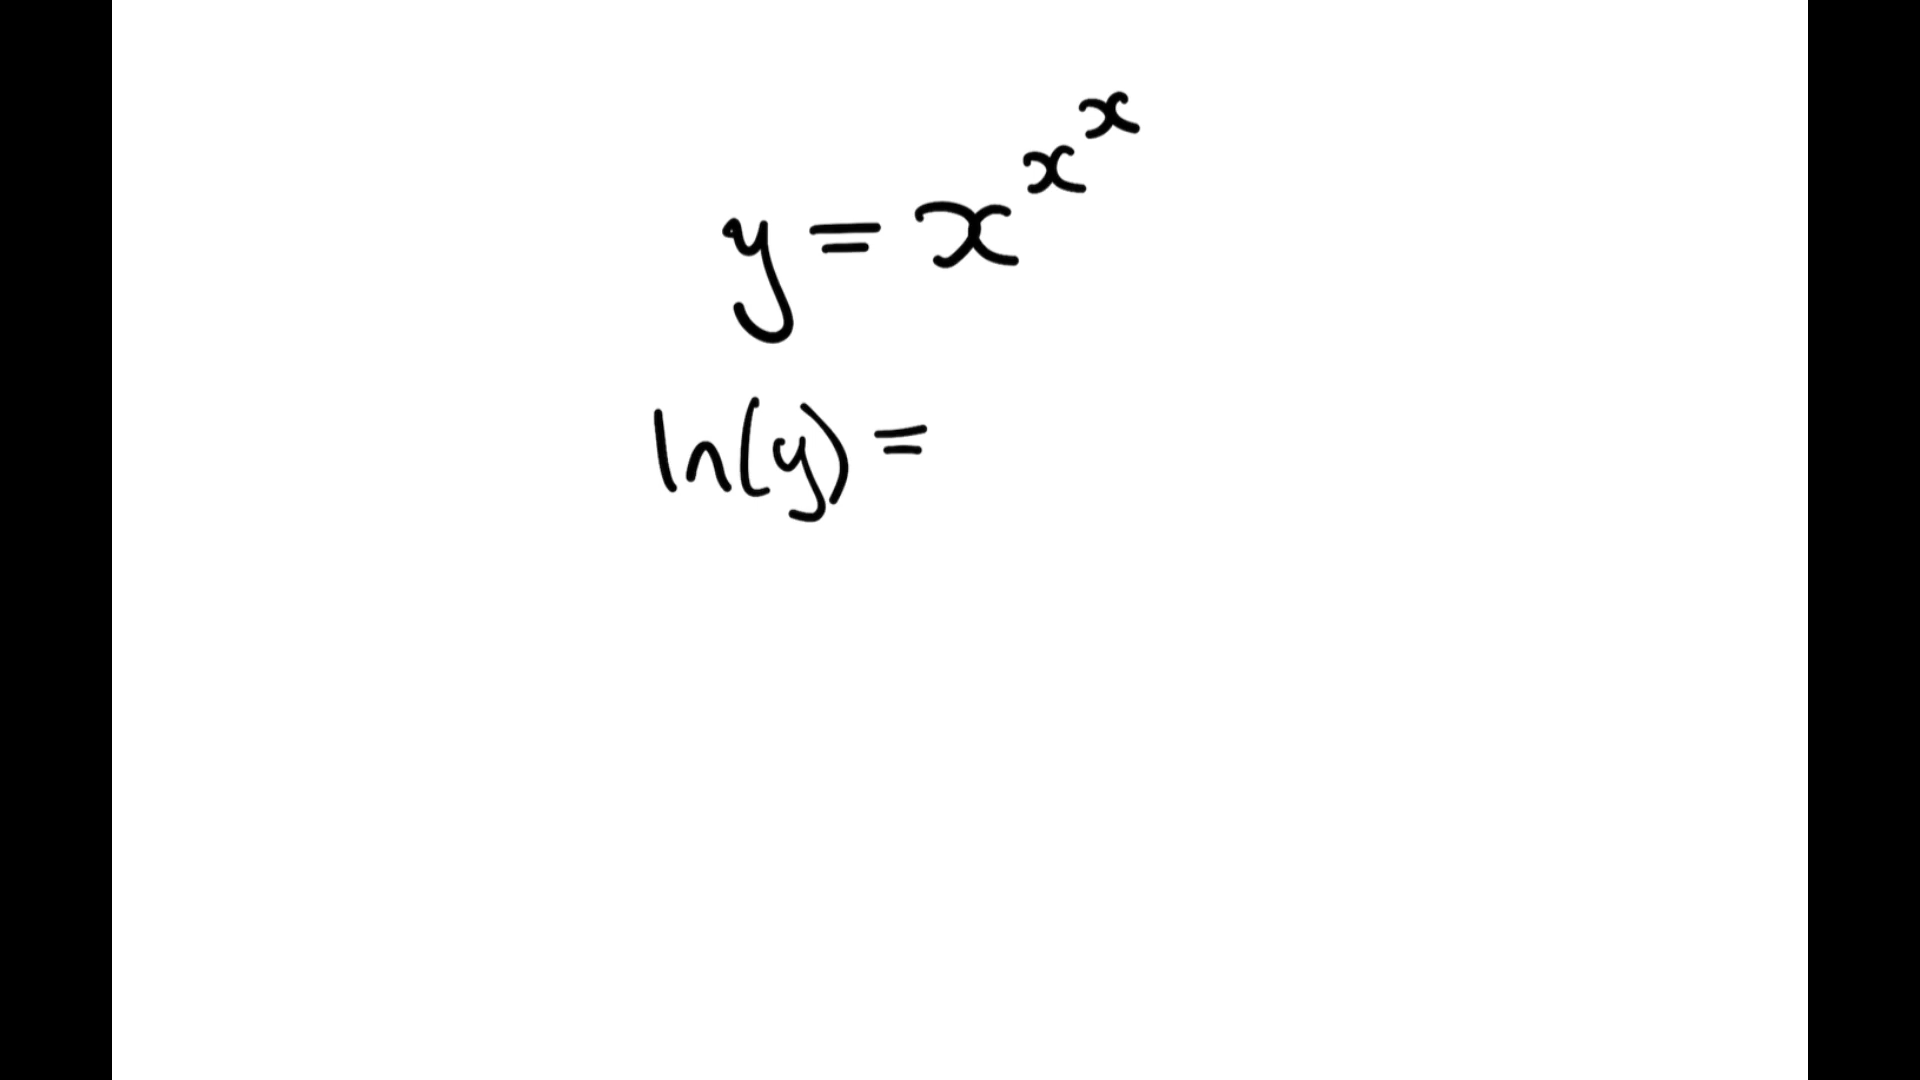 y = x^x^x
ln(y) =